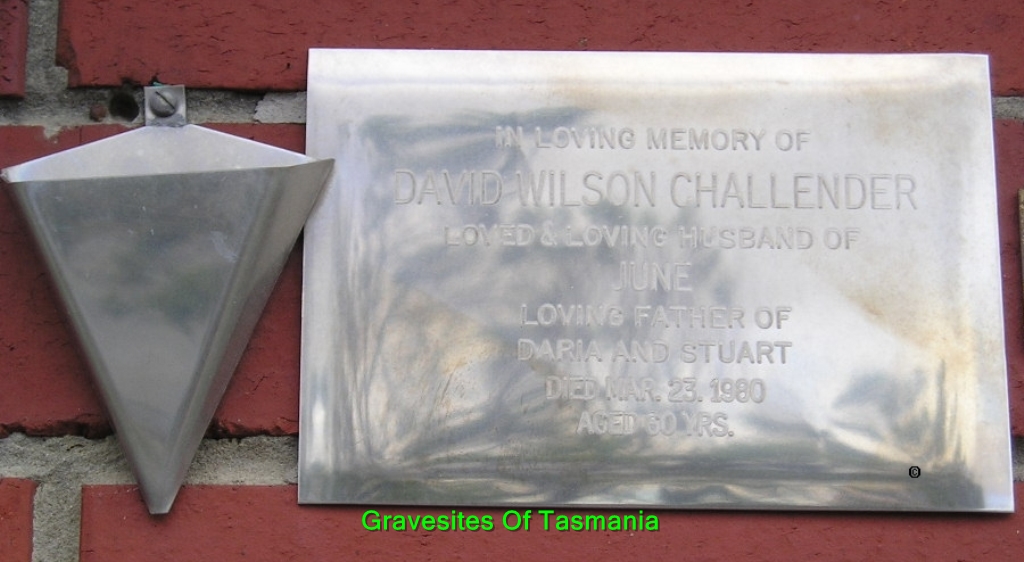 IN LOVING MEMORY OF
DAVID WILSON CHALLENDER
LOVED & LOVING HUSBAND OF
JUNE
LOVING FATHER OF
DARIA AND STUART
DIED MAR. 23. 1980
AGED 60 YRS.
©
Gravesites Of Tasmania